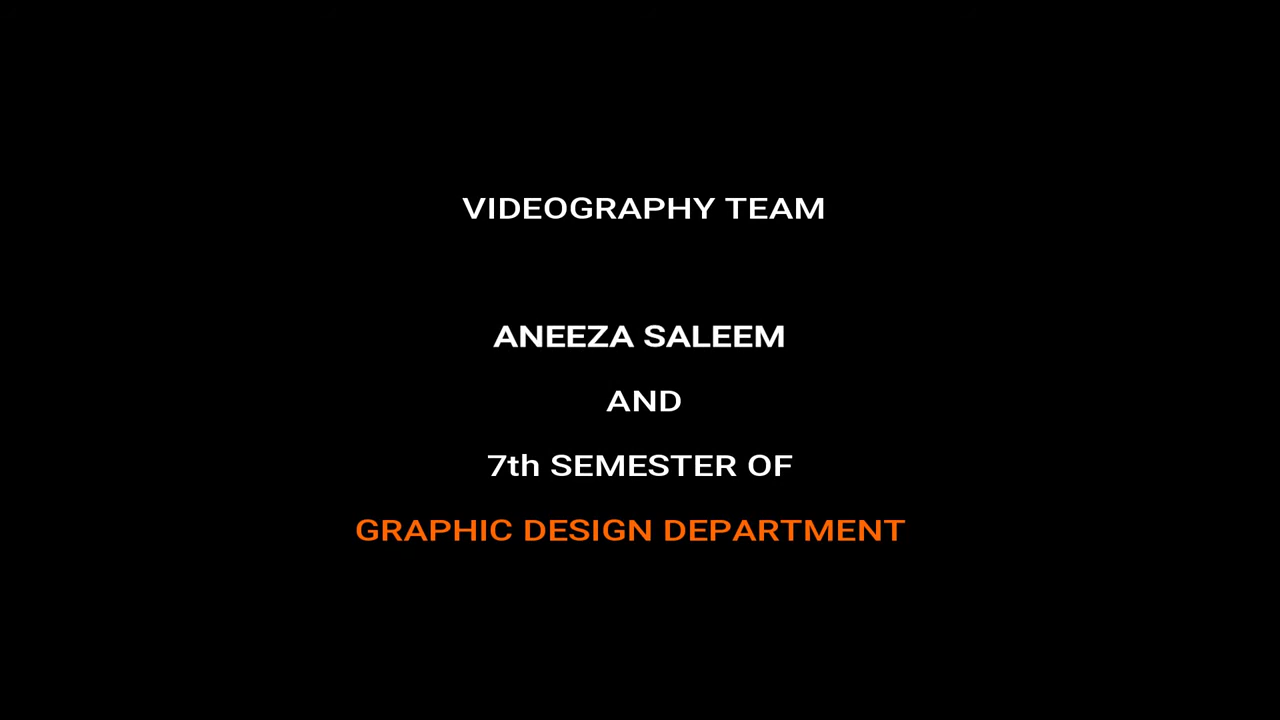 VIDEOGRAPHY TEAM
ANEEZA SALEEM
AND
7th SEMESTER OF
GRAPHIC DESIGN DEPARTMENT